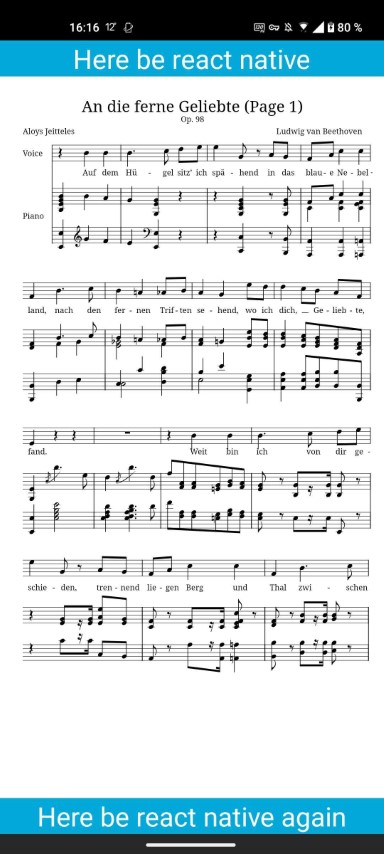 16:16 12° 80 %
Here be react native
An die ferne Geliebte (Page 1)
Op. 98
Aloys Jeitteles Ludwig van Beethoven
Voice
Auf dem Hü - gel sitz' ich spä - hend in das blau - e Ne - bel -
Piano
land, nach den fer - nen Trif - ten se - hend, wo ich dich, _ Ge - lieb - te,
fand. Weit bin Ich von dir ge -
schie - den, tren - nend lie - gen Berg und Thal zwi - schen
Here be react native again